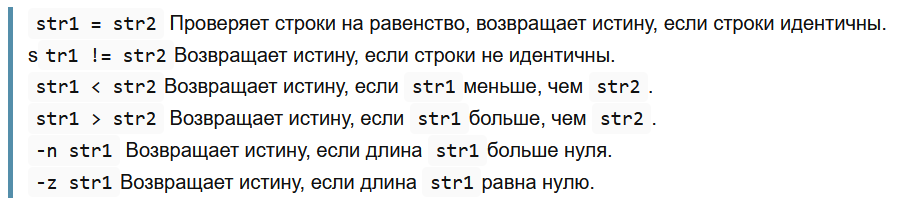 str1 = str2 Проверяет строки на равенство, возвращает истину, если строки идентичны.
s tr1 != str2 Возвращает истину, если строки не идентичны.
str1 < str2 Возвращает истину, если str1 меньше, чем str2 .
str1 > str2 Возвращает истину, если str1 больше, чем str2 .
-n str1 Возвращает истину, если длина str1 больше нуля.
-z str1 Возвращает истину, если длина str1 равна нулю.